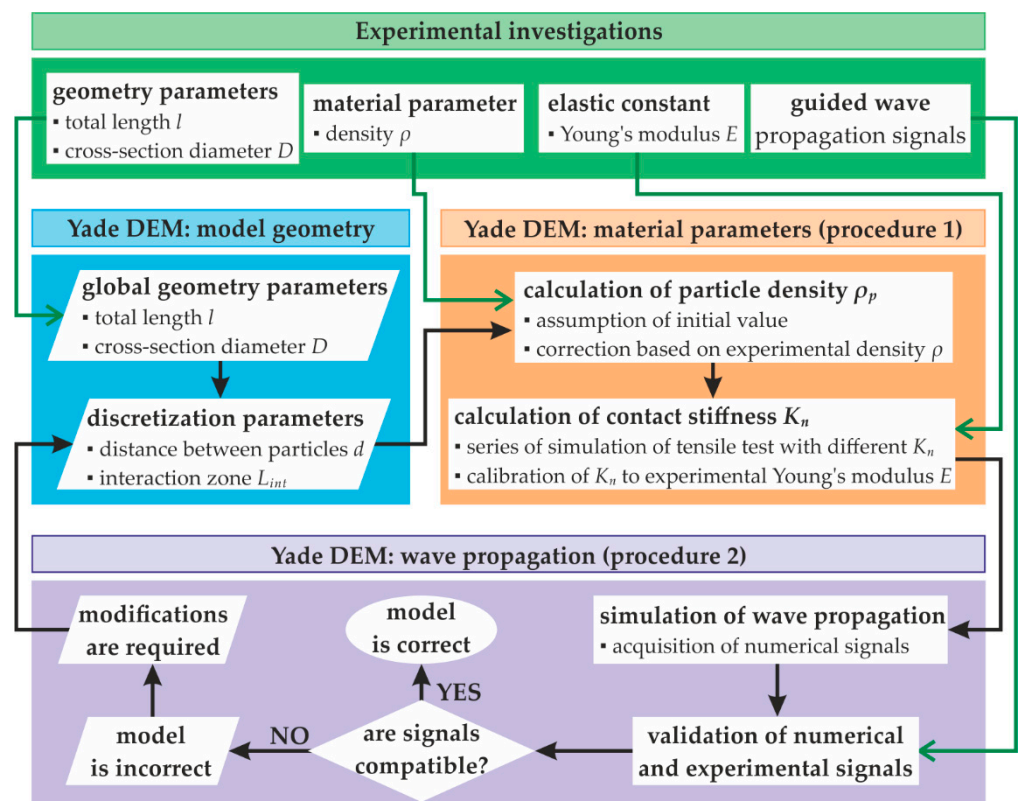 Experimental investigations
geometry parameters
▪ total length l
▪ cross-section diameter D
material parameter
▪ density ρ
elastic constant
▪ Young's modulus E
guided wave
propagation signals
Yade DEM: model geometry
global geometry parameters
▪ total length l
▪ cross-section diameter D
discretization parameters
▪ distance between particles d
▪ interaction zone L_int
Yade DEM: material parameters (procedure 1)
calculation of particle density ρ_p
▪ assumption of initial value
▪ correction based on experimental density ρ
calculation of contact stiffness K_n
▪ series of simulation of tensile test with different K_n
▪ calibration of K_n to experimental Young's modulus E
Yade DEM: wave propagation (procedure 2)
modifications
are required
model
is correct
simulation of wave propagation
▪ acquisition of numerical signals
YES
NO
model
is incorrect
are signals
compatible?
validation of numerical
and experimental signals